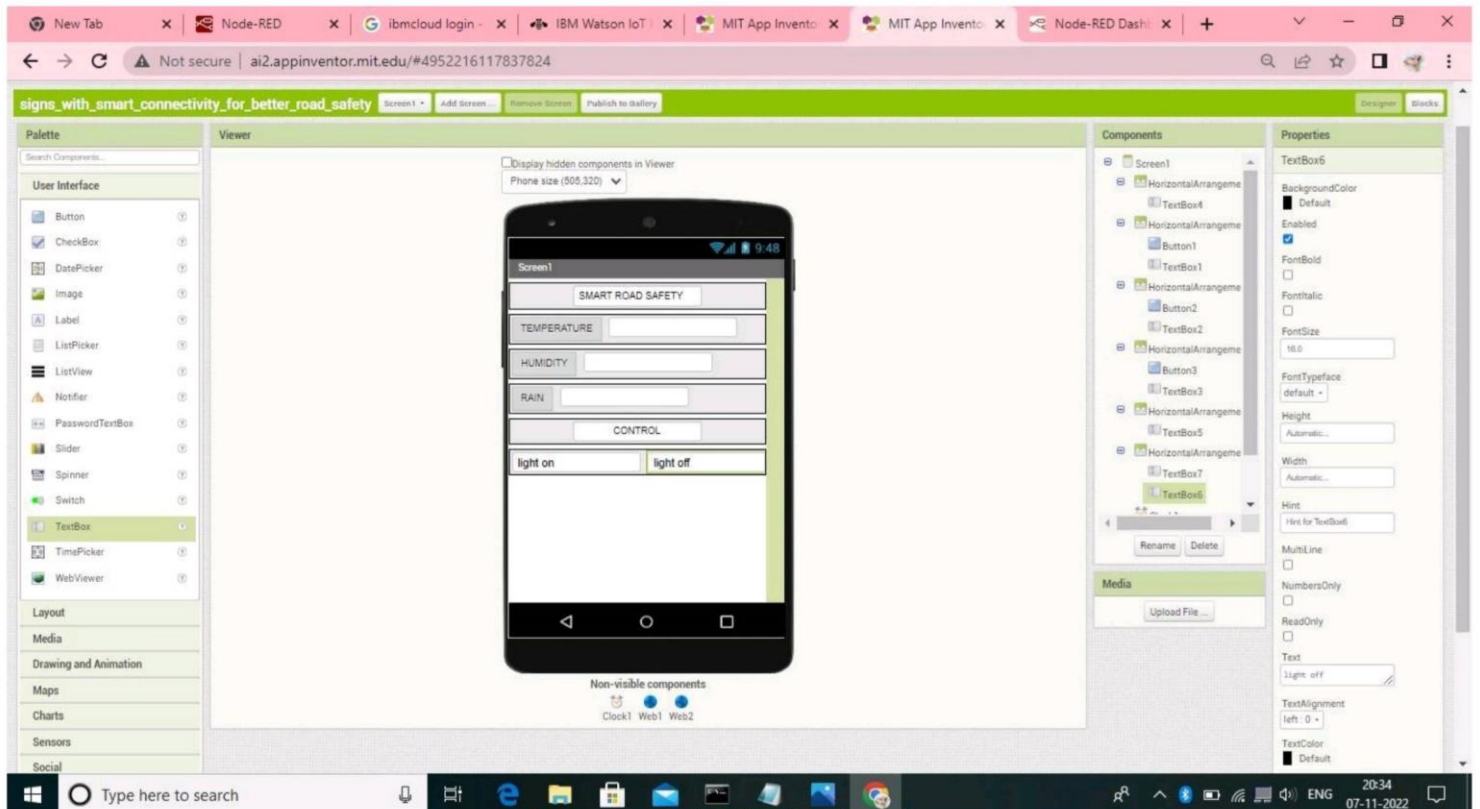 New Tab
Node-RED
ibmcloud login -
IBM Watson IoT
MIT App Invento
MIT App Invento
Node-RED Dash
Not secure | ai2.appinventor.mit.edu/#4952216117837824
signs_with_smart_connectivity_for_better_road_safety Screen1 Add Screen ... Remove Screen Publish to Gallery Designer Blocks
Palette
Search Components...
User Interface
Button
CheckBox
DatePicker
Image
Label
ListPicker
ListView
Notifier
PasswordTextBox
Slider
Spinner
Switch
TextBox
TimePicker
WebViewer
Layout
Media
Drawing and Animation
Maps
Charts
Sensors
Social
Viewer
Display hidden components in Viewer
Phone size (505,320)
9:48
Screen1
SMART ROAD SAFETY
TEMPERATURE
HUMIDITY
RAIN
CONTROL
light on light off
Non-visible components
Clock1 Web1 Web2
Components
Screen1
HorizontalArrangeme
TextBox4
HorizontalArrangeme
Button1
TextBox1
HorizontalArrangeme
Button2
TextBox2
HorizontalArrangeme
Button3
TextBox3
HorizontalArrangeme
TextBox5
HorizontalArrangeme
TextBox7
TextBox6
Rename Delete
Media
Upload File ...
Properties
TextBox6
BackgroundColor
Default
Enabled
FontBold
FontItalic
FontSize
16.0
FontTypeface
default
Height
Automatic...
Width
Automatic...
Hint
Hint for TextBox6
MultiLine
NumbersOnly
ReadOnly
Text
light off
TextAlignment
left : 0
TextColor
Default
Type here to search
ENG
20:34
07-11-2022